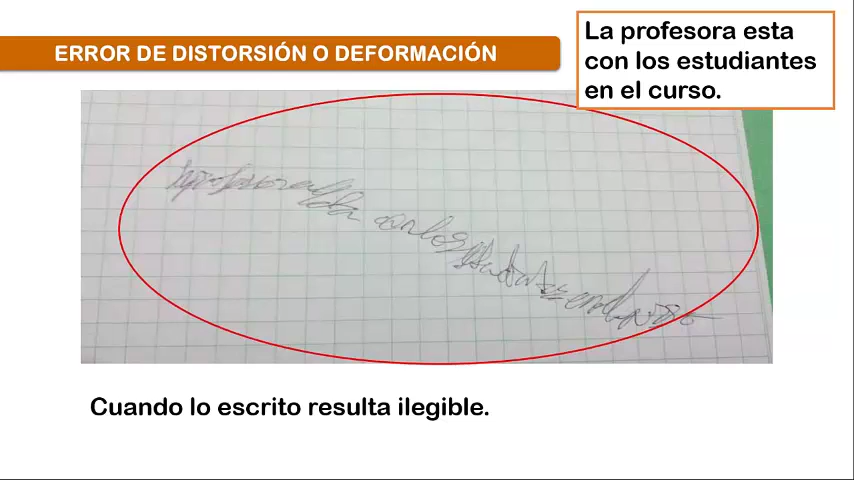 ERROR DE DISTORSIÓN O DEFORMACIÓN
La profesora esta
con los estudiantes
en el curso.
Cuando lo escrito resulta ilegible.